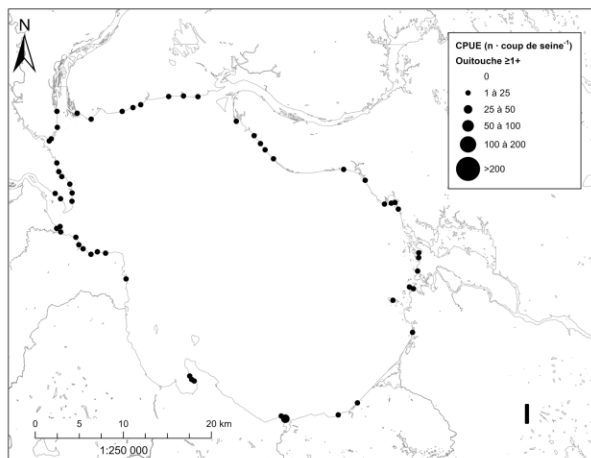 N
CPUE (n · coup de seine⁻¹)
Ouitouche ≥1+
0
1 à 25
25 à 50
50 à 100
100 à 200
>200
0 5 10 20 km
1:250 000